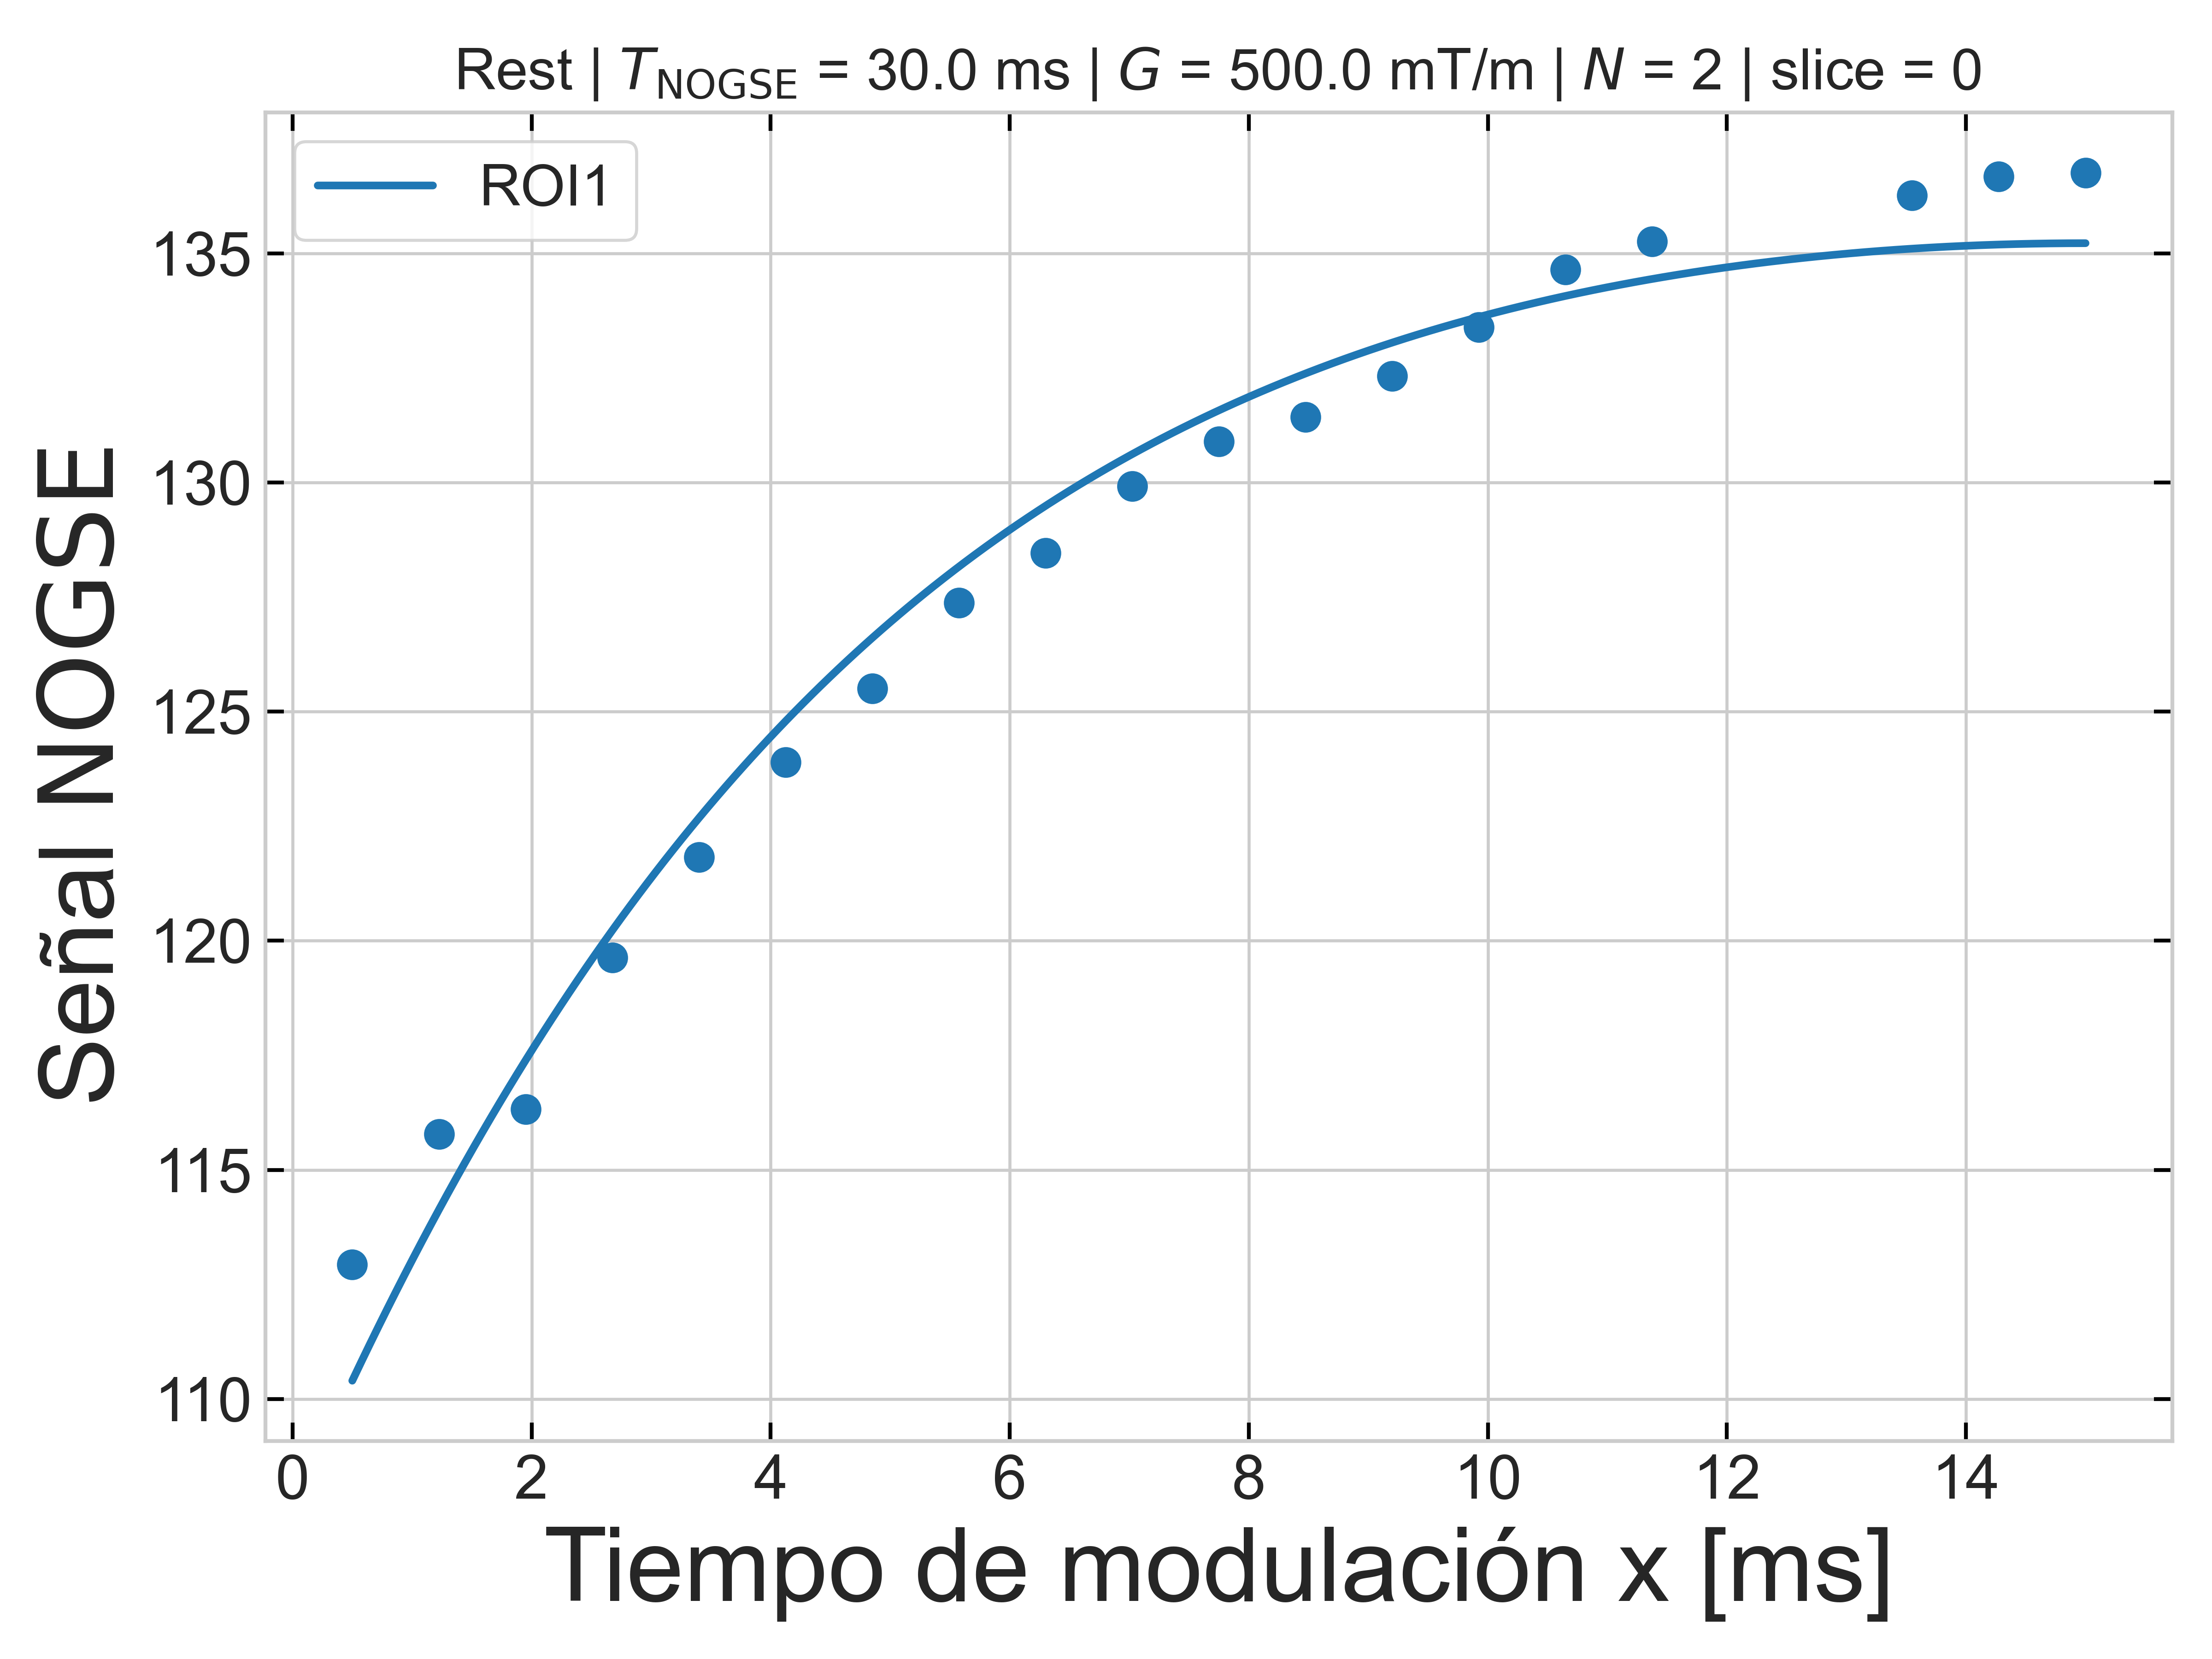 Rest | T_NOGSE = 30.0 ms | G = 500.0 mT/m | N = 2 | slice = 0
ROI1
Señal NOGSE
135
130
125
120
115
110
0 2 4 6 8 10 12 14
Tiempo de modulación x [ms]